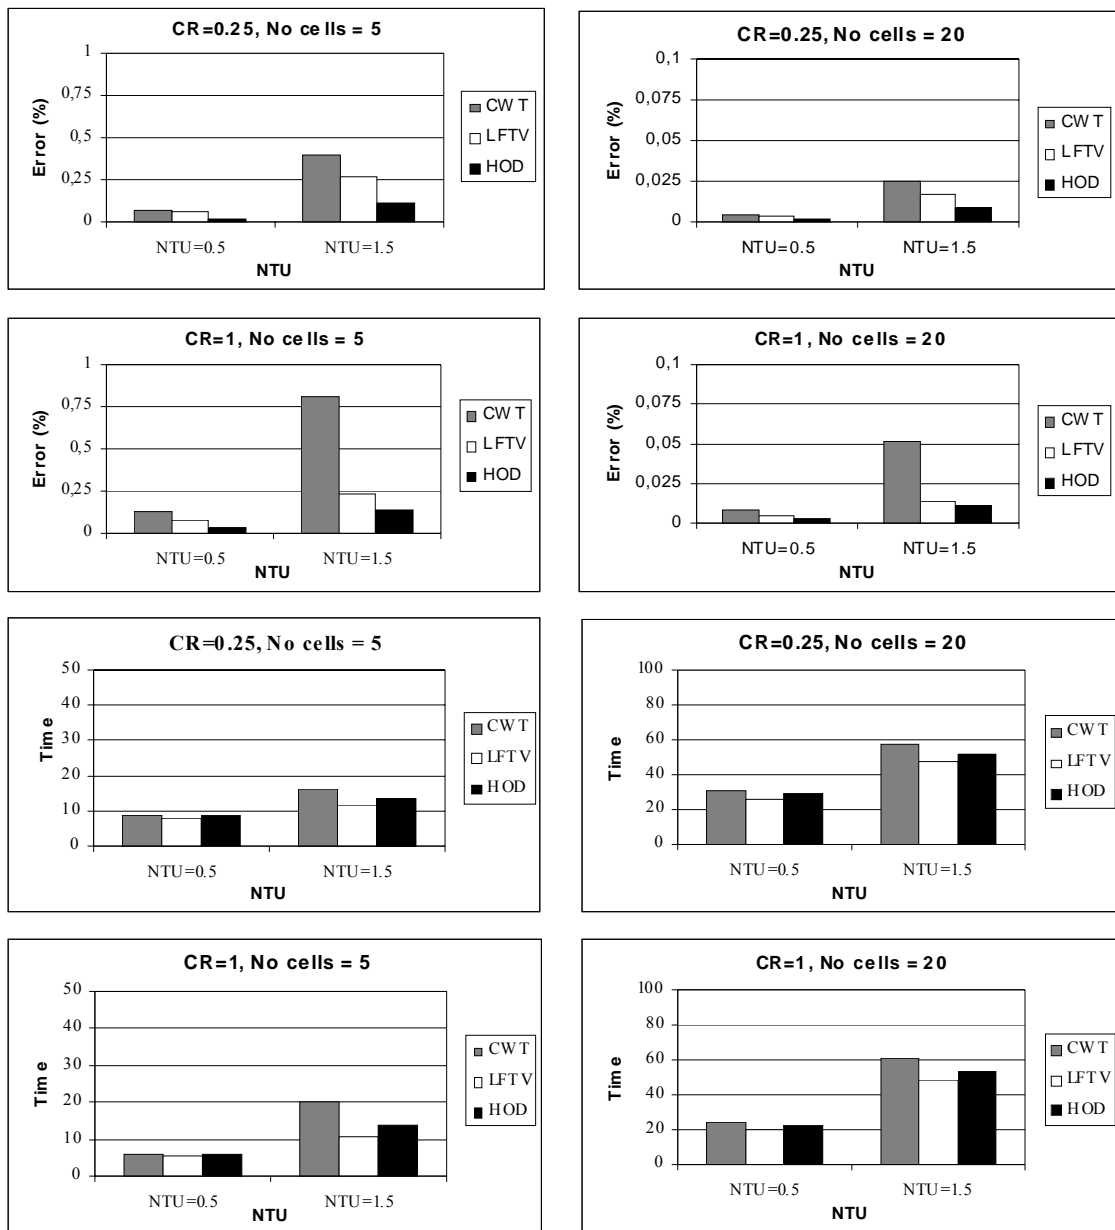 CR=0.25, No cells = 5
1
0,75
0,5
0,25
0
Error (%)
NTU=0.5
NTU=1.5
NTU
CWT
LFTV
HOD
CR=0.25, No cells = 20
0,1
0,075
0,05
0,025
0
Error (%)
NTU=0.5
NTU=1.5
NTU
CWT
LFTV
HOD
CR=1, No cells = 5
1
0,75
0,5
0,25
0
Error (%)
NTU=0.5
NTU=1.5
NTU
CWT
LFTV
HOD
CR=1, No cells = 20
0,1
0,075
0,05
0,025
0
Error (%)
NTU=0.5
NTU=1.5
NTU
CWT
LFTV
HOD
CR=0.25, No cells = 5
50
40
30
20
10
0
Time
NTU=0.5
NTU=1.5
NTU
CWT
LFTV
HOD
CR=0.25, No cells = 20
100
80
60
40
20
0
Time
NTU=0.5
NTU=1.5
NTU
CWT
LFTV
HOD
CR=1, No cells = 5
50
40
30
20
10
0
Time
NTU=0.5
NTU=1.5
NTU
CWT
LFTV
HOD
CR=1, No cells = 20
100
80
60
40
20
0
Time
NTU=0.5
NTU=1.5
NTU
CWT
LFTV
HOD